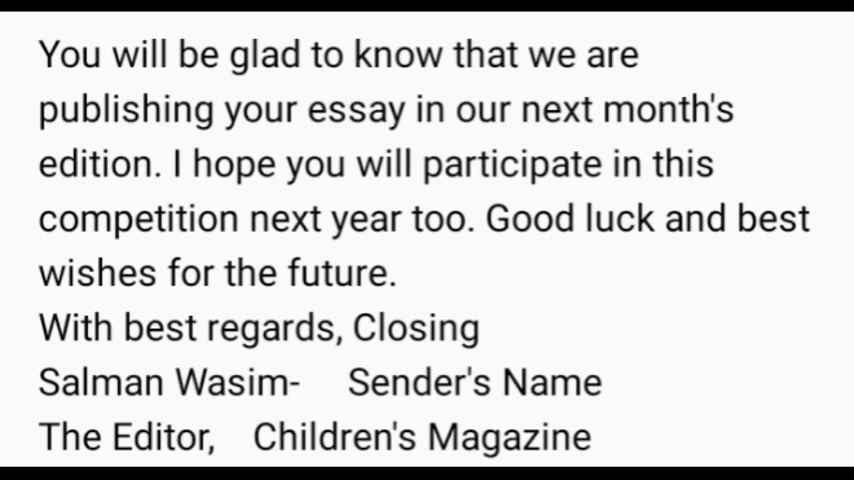 You will be glad to know that we are
publishing your essay in our next month's
edition. I hope you will participate in this
competition next year too. Good luck and best
wishes for the future.
With best regards, Closing
Salman Wasim- Sender's Name
The Editor, Children's Magazine